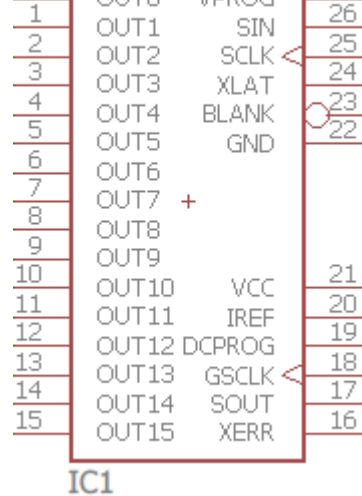 OUT0 VPROG
1 OUT1 SIN 26
2 OUT2 SCLK 25
3 OUT3 XLAT 24
4 OUT4 BLANK 23
5 OUT5 GND 22
6 OUT6
7 OUT7
8 OUT8
9 OUT9
10 OUT10 VCC 21
11 OUT11 IREF 20
12 OUT12 DCPROG 19
13 OUT13 GSCLK 18
14 OUT14 SOUT 17
15 OUT15 XERR 16
IC1